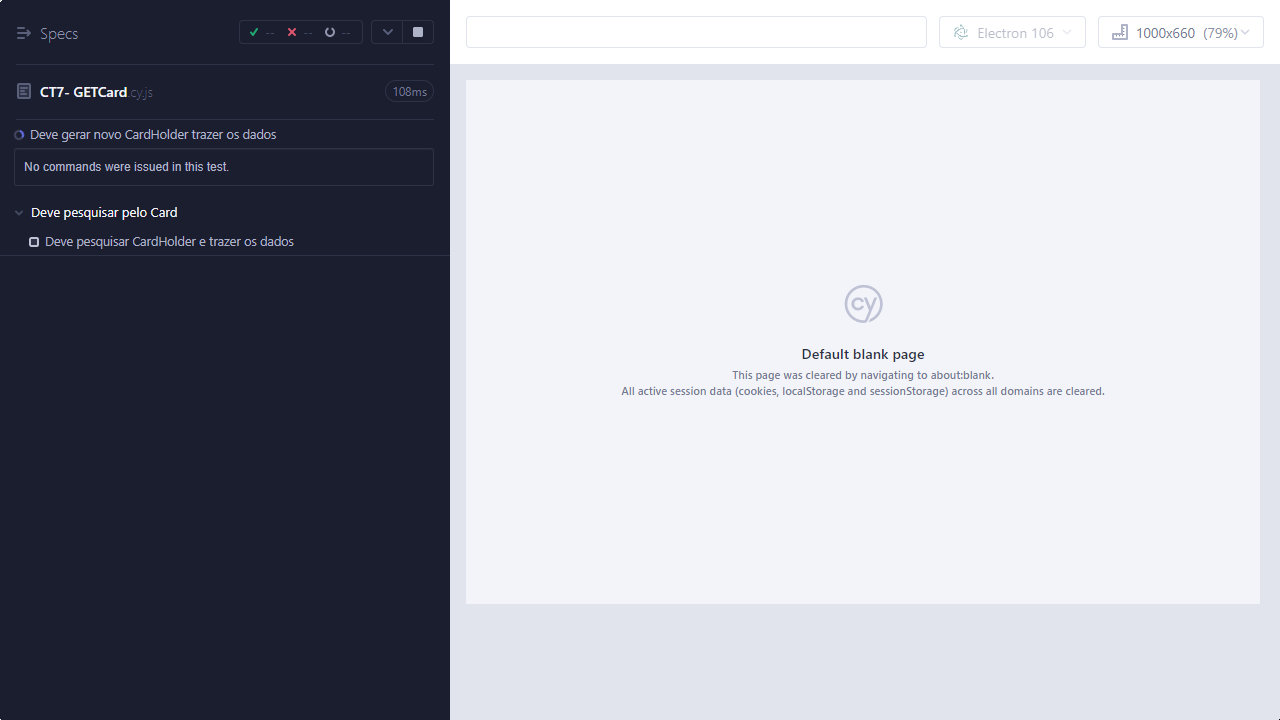 Specs
--
--
--
CT7- GETCard.cy.js
108ms
Deve gerar novo CardHolder trazer os dados
No commands were issued in this test.
Deve pesquisar pelo Card
Deve pesquisar CardHolder e trazer os dados
Electron 106
1000x660 (79%)
cy
Default blank page
This page was cleared by navigating to about:blank.
All active session data (cookies, localStorage and sessionStorage) across all domains are cleared.